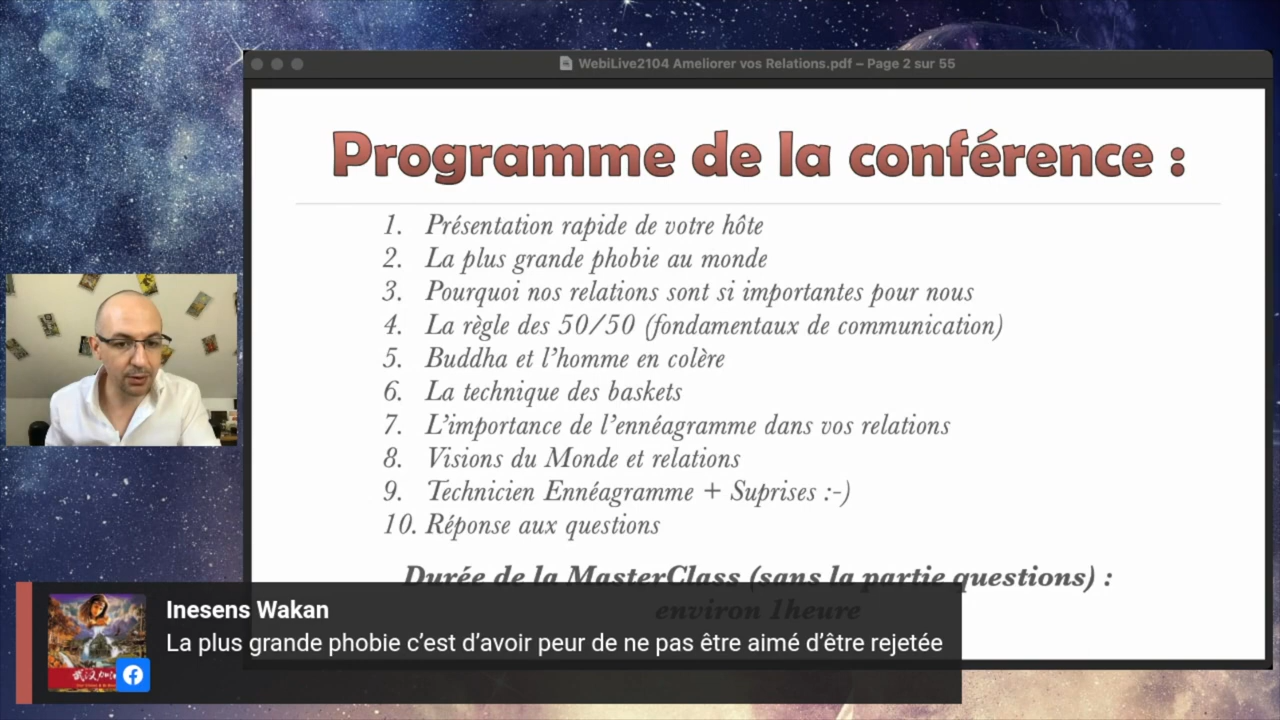 WebiLive2104 Ameliorer vos Relations.pdf – Page 2 sur 55
Programme de la conférence :
1. Présentation rapide de votre hôte
2. La plus grande phobie au monde
3. Pourquoi nos relations sont si importantes pour nous
4. La règle des 50/50 (fondamentaux de communication)
5. Buddha et l’homme en colère
6. La technique des baskets
7. L’importance de l’ennéagramme dans vos relations
8. Visions du Monde et relations
9. Technicien Ennéagramme + Suprises :-)
10. Réponse aux questions
Durée de la MasterClass (sans la partie questions) :
environ 1heure
Inesens Wakan
La plus grande phobie c’est d’avoir peur de ne pas être aimé d’être rejetée